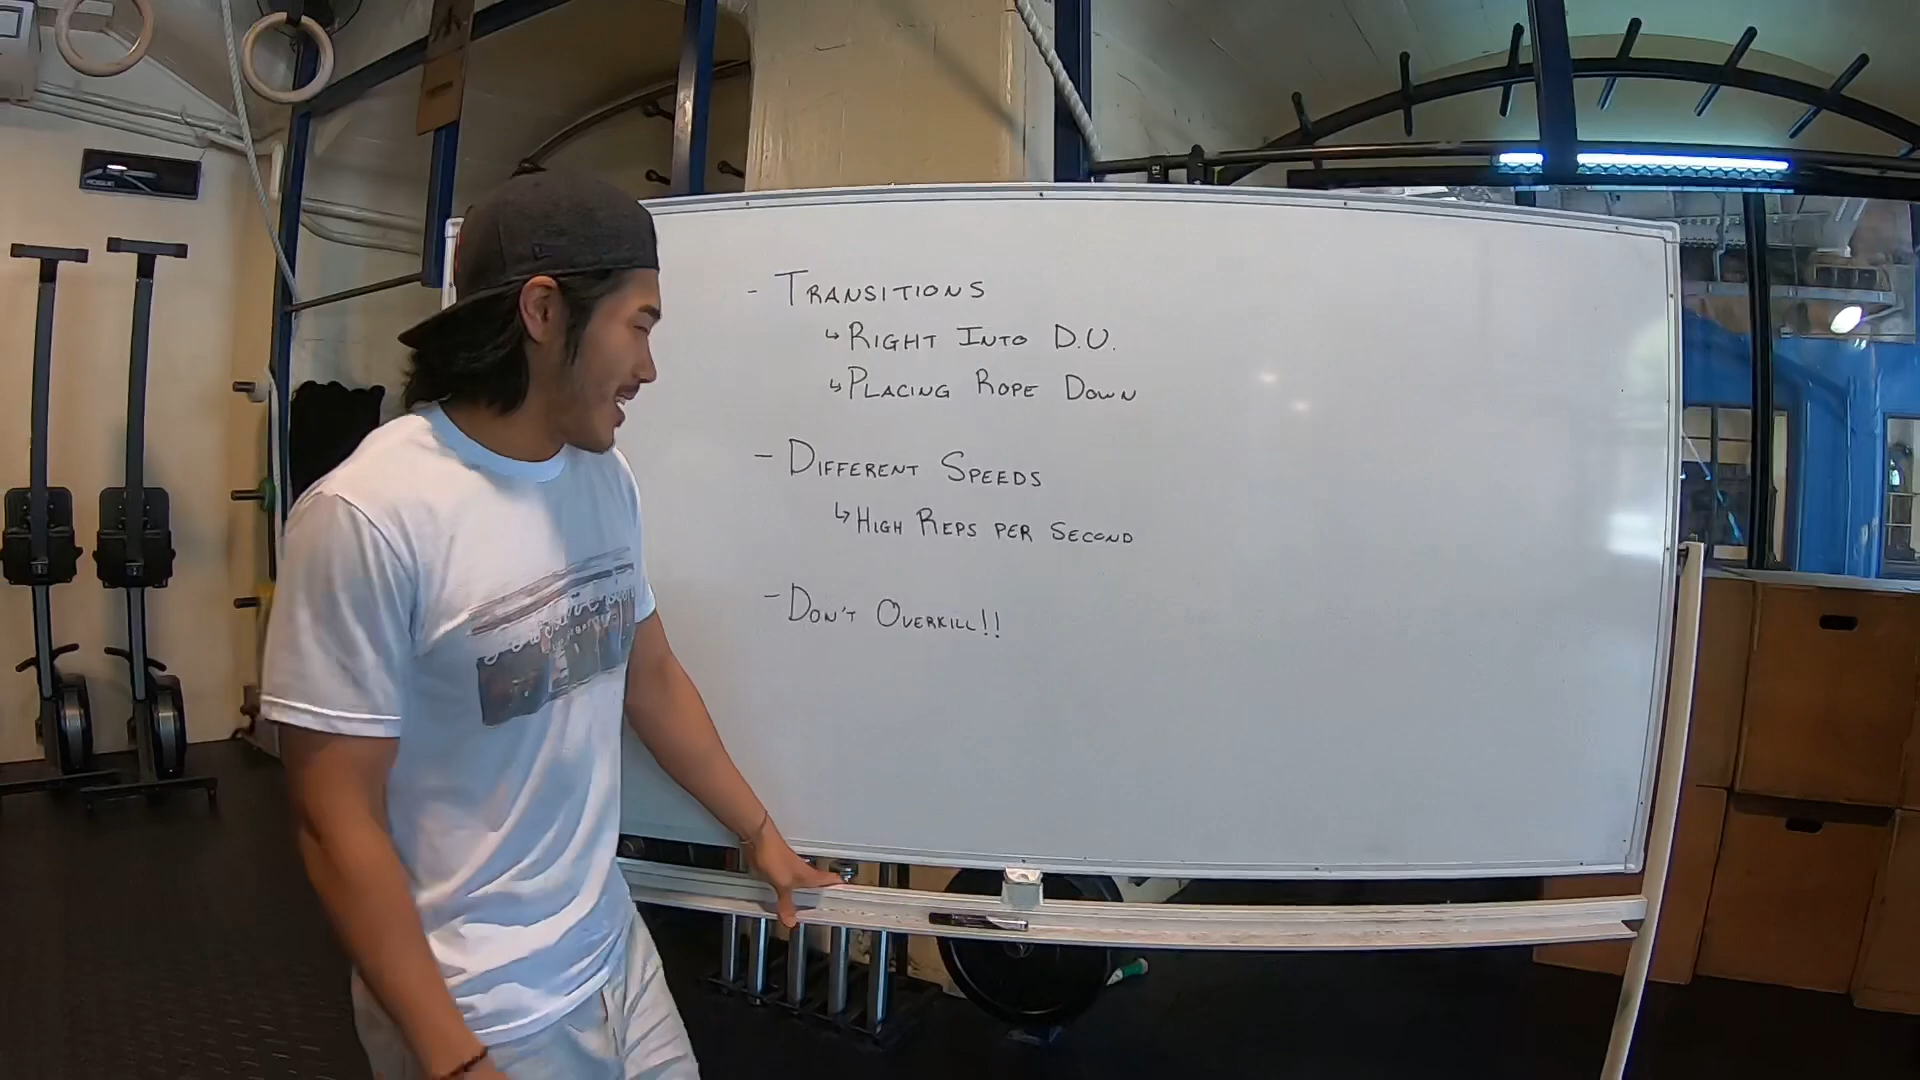 - TRANSITIONS
↳ RIGHT INTO D.U.
↳ PLACING ROPE DOWN
- DIFFERENT SPEEDS
↳ HIGH REPS PER SECOND
- DON'T OVERKILL!!